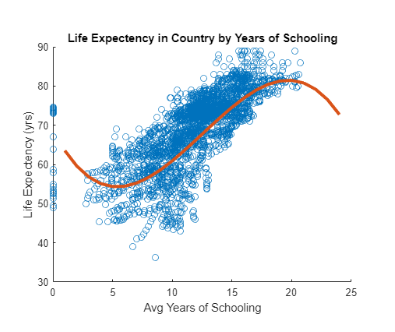 Life Expectency in Country by Years of Schooling
90
80
70
60
50
40
30
Life Expectency (yrs)
0 5 10 15 20 25
Avg Years of Schooling